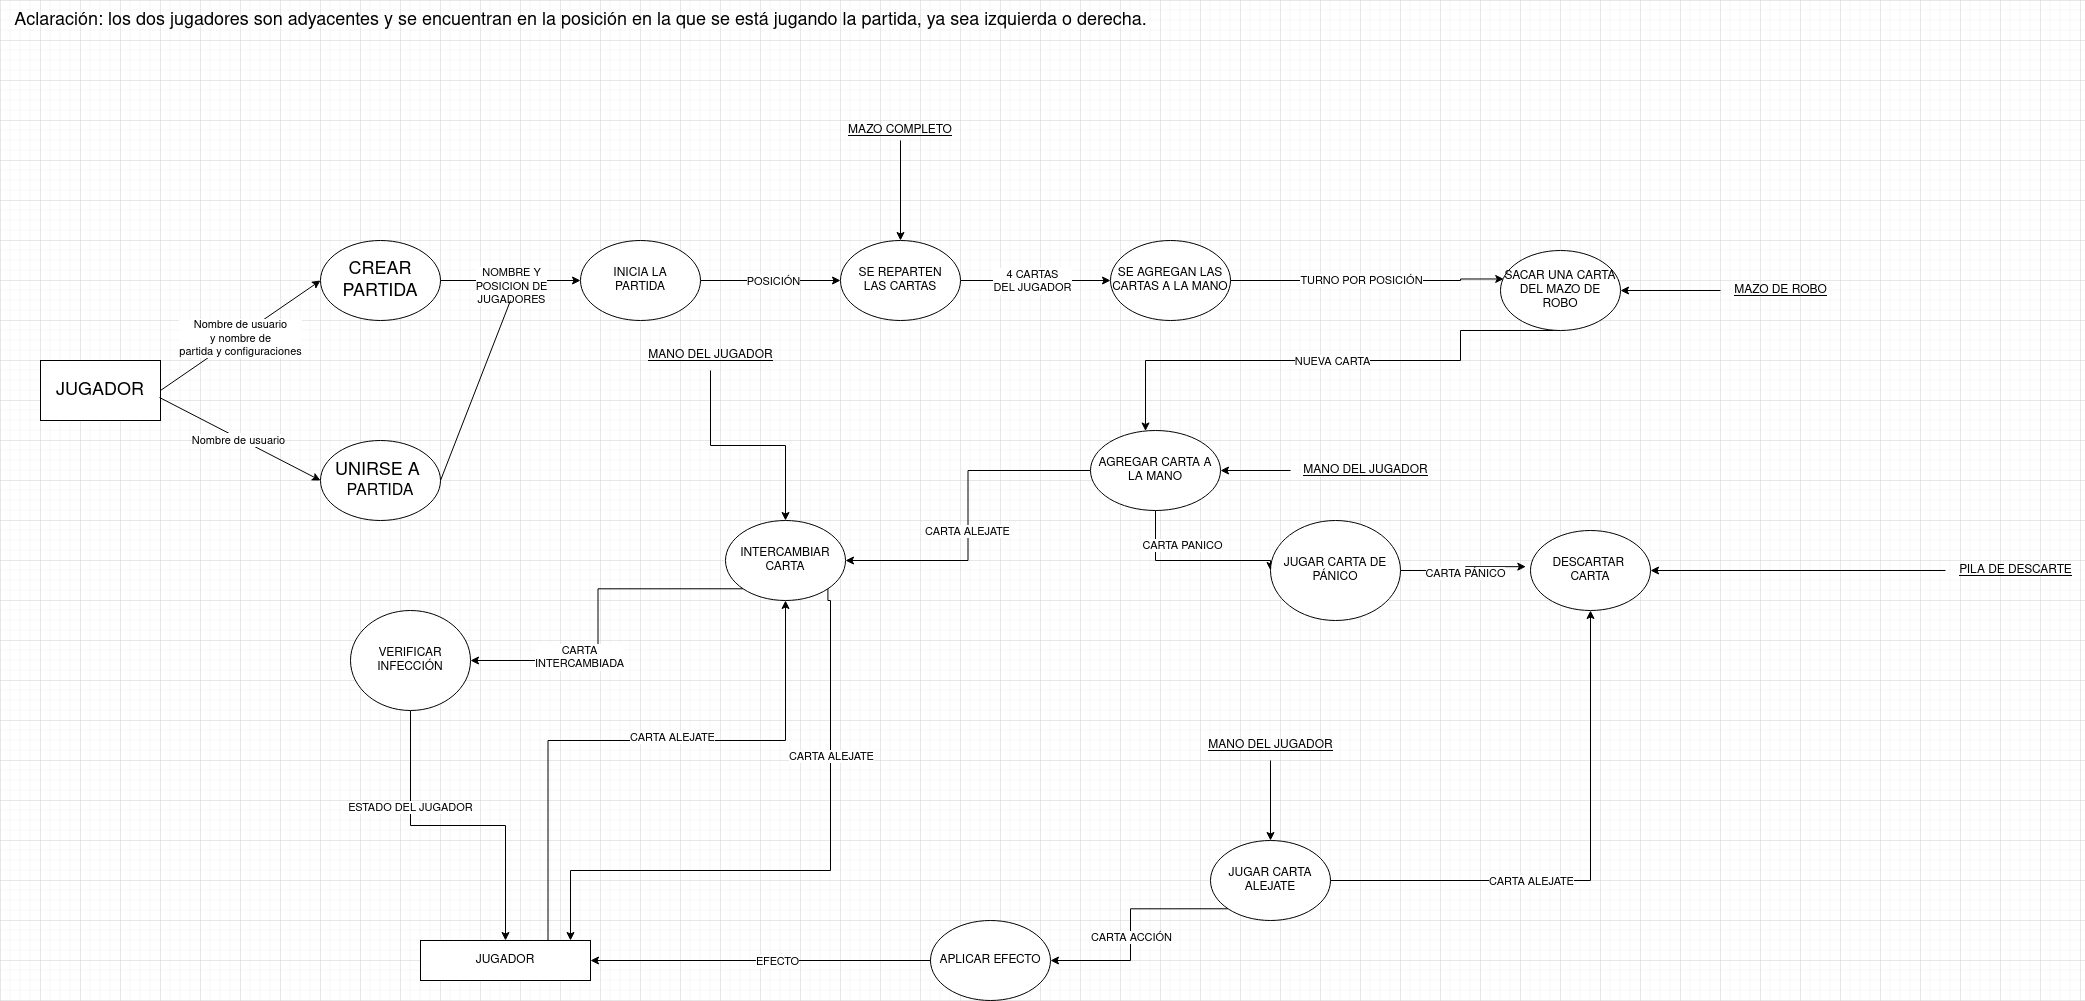 Aclaración: los dos jugadores son adyacentes y se encuentran en la posición en la que se está jugando la partida, ya sea izquierda o derecha.
MAZO COMPLETO
CREAR
PARTIDA
NOMBRE Y
POSICION DE
JUGADORES
INICIA LA
PARTIDA
POSICIÓN
SE REPARTEN
LAS CARTAS
4 CARTAS
DEL JUGADOR
SE AGREGAN LAS
CARTAS A LA MANO
TURNO POR POSICIÓN
SACAR UNA CARTA
DEL MAZO DE
ROBO
MAZO DE ROBO
Nombre de usuario
y nombre de
partida y configuraciones
MANO DEL JUGADOR
NUEVA CARTA
JUGADOR
Nombre de usuario
UNIRSE A
PARTIDA
AGREGAR CARTA A
LA MANO
MANO DEL JUGADOR
CARTA ALEJATE
CARTA PANICO
INTERCAMBIAR
CARTA
JUGAR CARTA DE
PÁNICO
CARTA PÁNICO
DESCARTAR
CARTA
PILA DE DESCARTE
VERIFICAR
INFECCIÓN
CARTA
INTERCAMBIADA
CARTA ALEJATE
CARTA ALEJATE
MANO DEL JUGADOR
ESTADO DEL JUGADOR
JUGAR CARTA
ALEJATE
CARTA ALEJATE
CARTA ACCIÓN
JUGADOR
EFECTO
APLICAR EFECTO